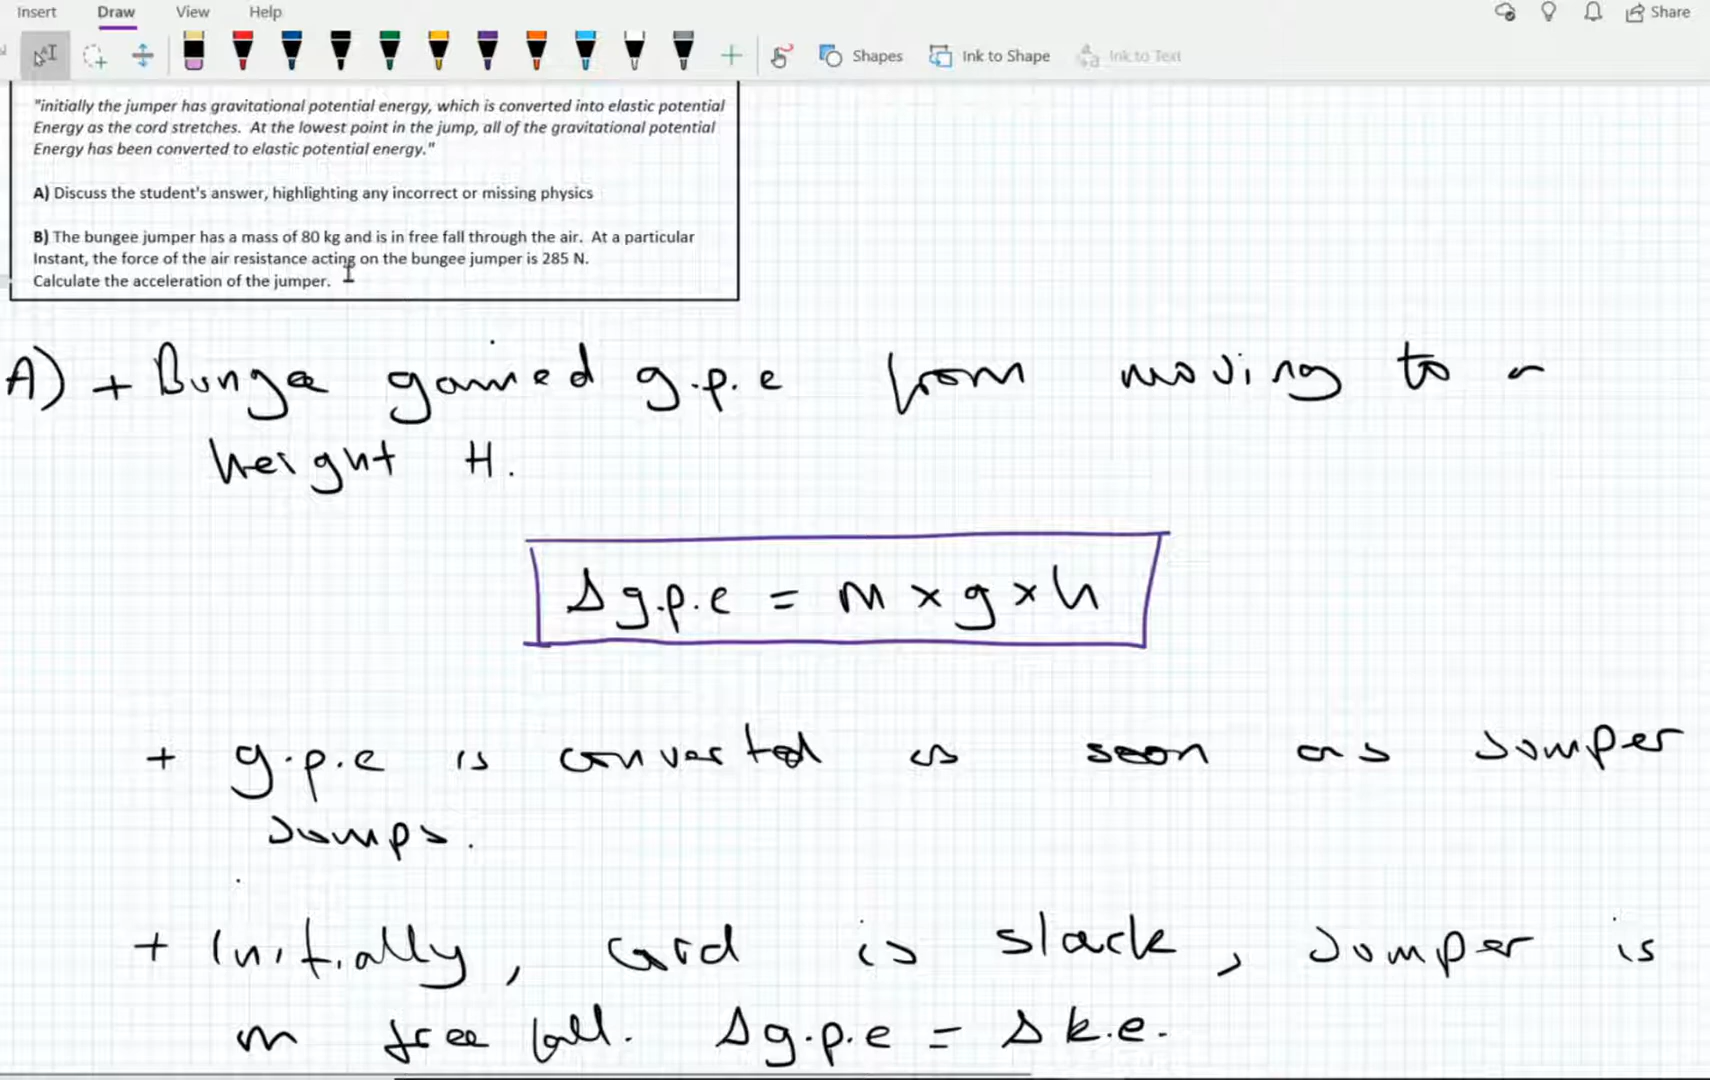 Insert Draw View Help Share
Shapes Ink to Shape Ink to Text
"initially the jumper has gravitational potential energy, which is converted into elastic potential
Energy as the cord stretches. At the lowest point in the jump, all of the gravitational potential
Energy has been converted to elastic potential energy."
A) Discuss the student's answer, highlighting any incorrect or missing physics
B) The bungee jumper has a mass of 80 kg and is in free fall through the air. At a particular
Instant, the force of the air resistance acting on the bungee jumper is 285 N.
Calculate the acceleration of the jumper.
A) + Bungee gained g.p.e from moving to a
height H.
Δg.p.e = m × g × h
+ g.p.e is converted as soon as Jumper
Jumps.
+ Initially, cord is slack, Jumper is
in free fall. Δg.p.e = Δk.e.